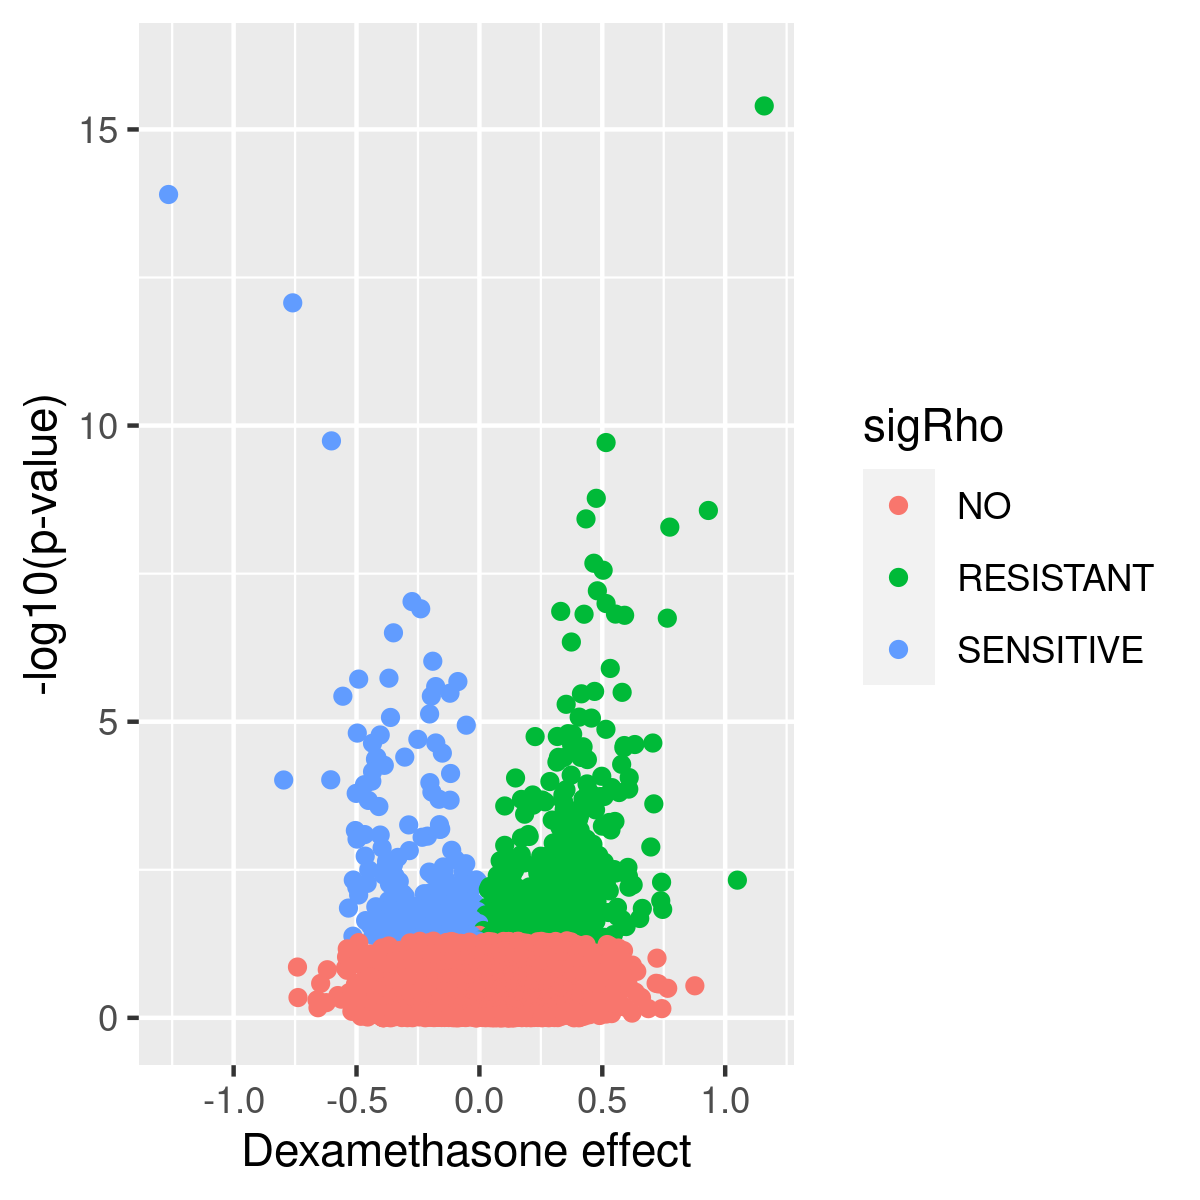 15
10
5
0
-log10(p-value)
-1.0 -0.5 0.0 0.5 1.0
Dexamethasone effect
sigRho
NO
RESISTANT
SENSITIVE